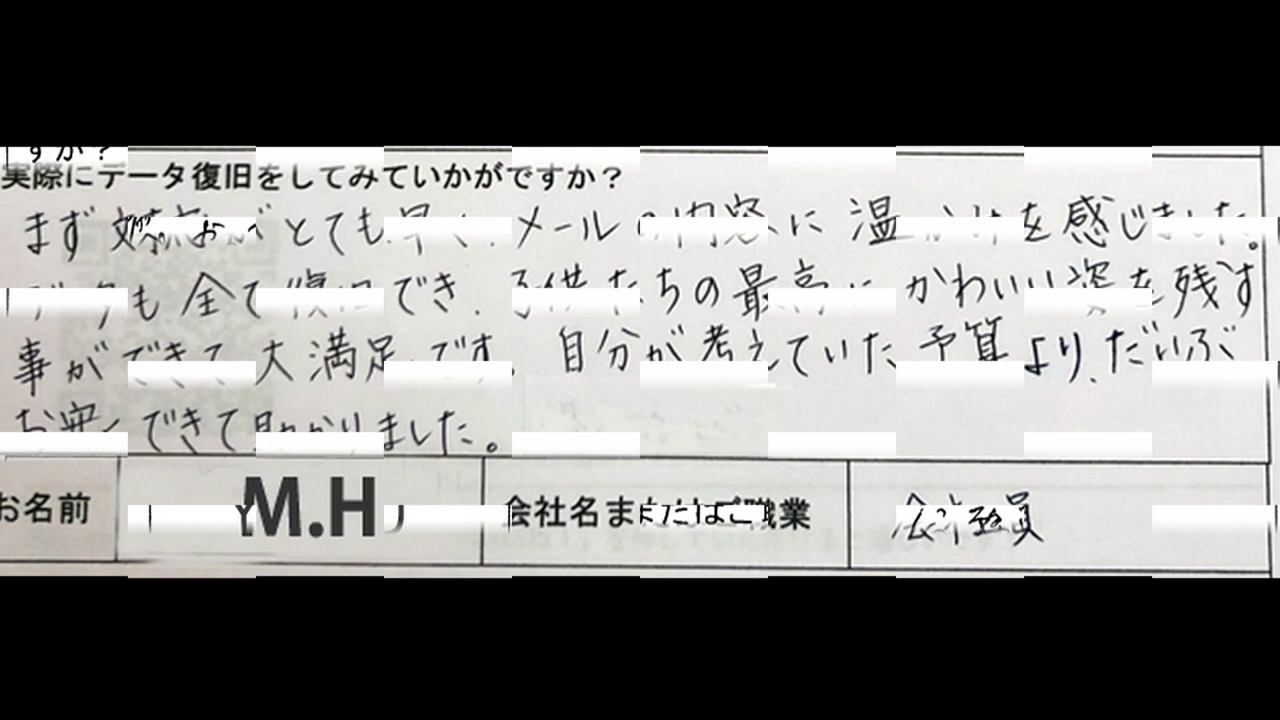 すか？
実際にデータ復旧をしてみていかがですか？
まず がとても早く、メールの内容に温かみを感じました。
データも全て復旧でき、子供たちの最高にかわいい姿を残す
事ができて大満足です。自分が考えていた予算より、だいぶ
お安くできて助かりました。
お名前 M.H 会社名またはご職業 会社員